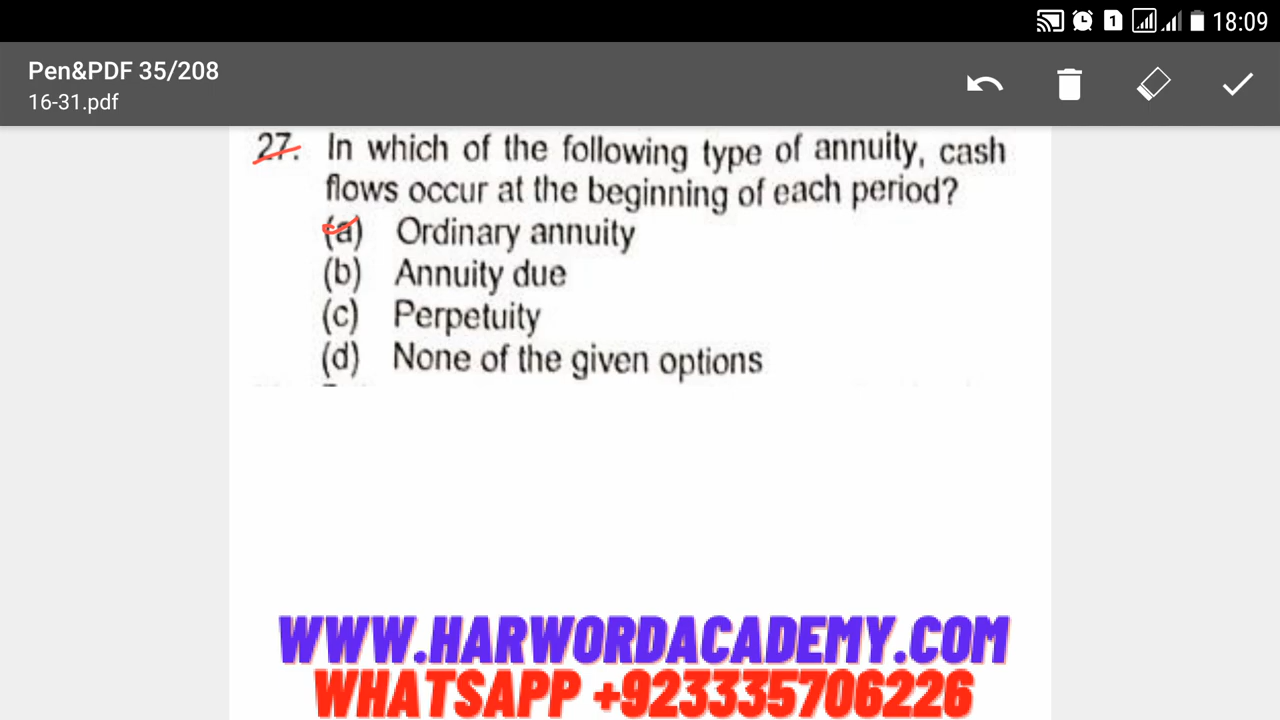 1 18:09
Pen&PDF 35/208
16-31.pdf
27. In which of the following type of annuity, cash
flows occur at the beginning of each period?
(a) Ordinary annuity
(b) Annuity due
(c) Perpetuity
(d) None of the given options
WWW.HARWORDACADEMY.COM
WHATSAPP +923335706226